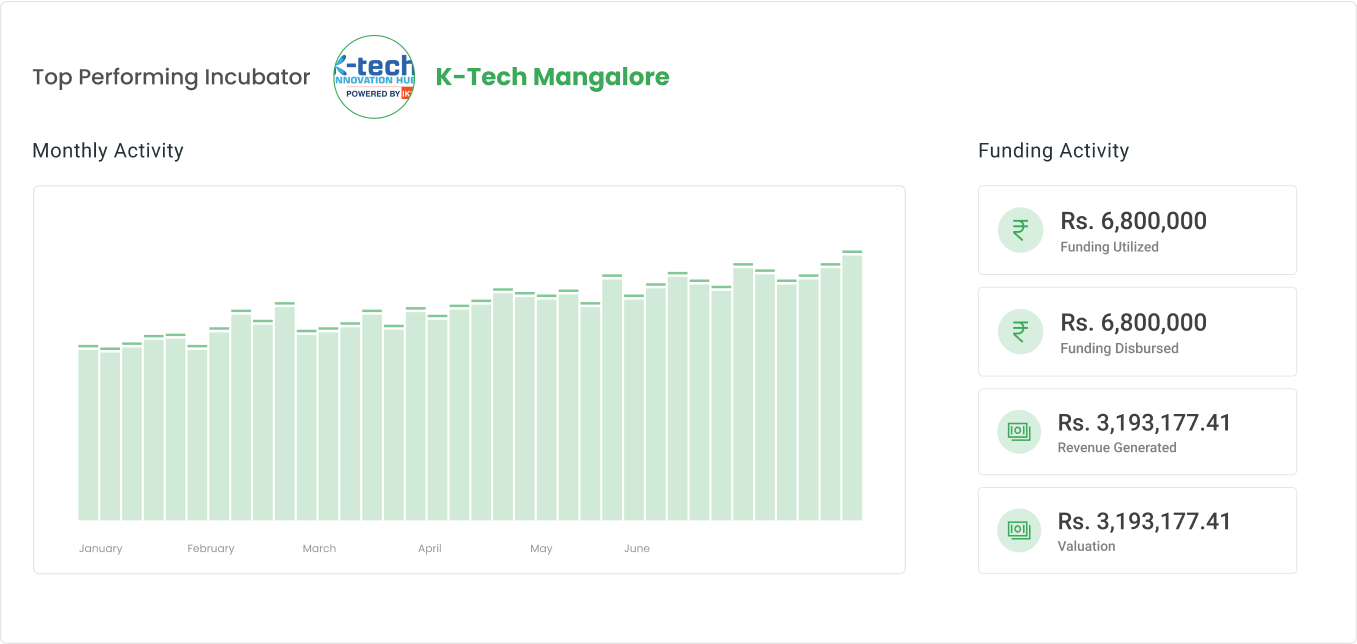 Top Performing Incubator
K-tech
NNOVATION HU
POWERED BY
K-Tech Mangalore
Monthly Activity
January
February
March
April
May
June
Funding Activity
₹
Rs. 6,800,000
Funding Utilized
₹
Rs. 6,800,000
Funding Disbursed
Rs. 3,193,177.41
Revenue Generated
Rs. 3,193,177.41
Valuation